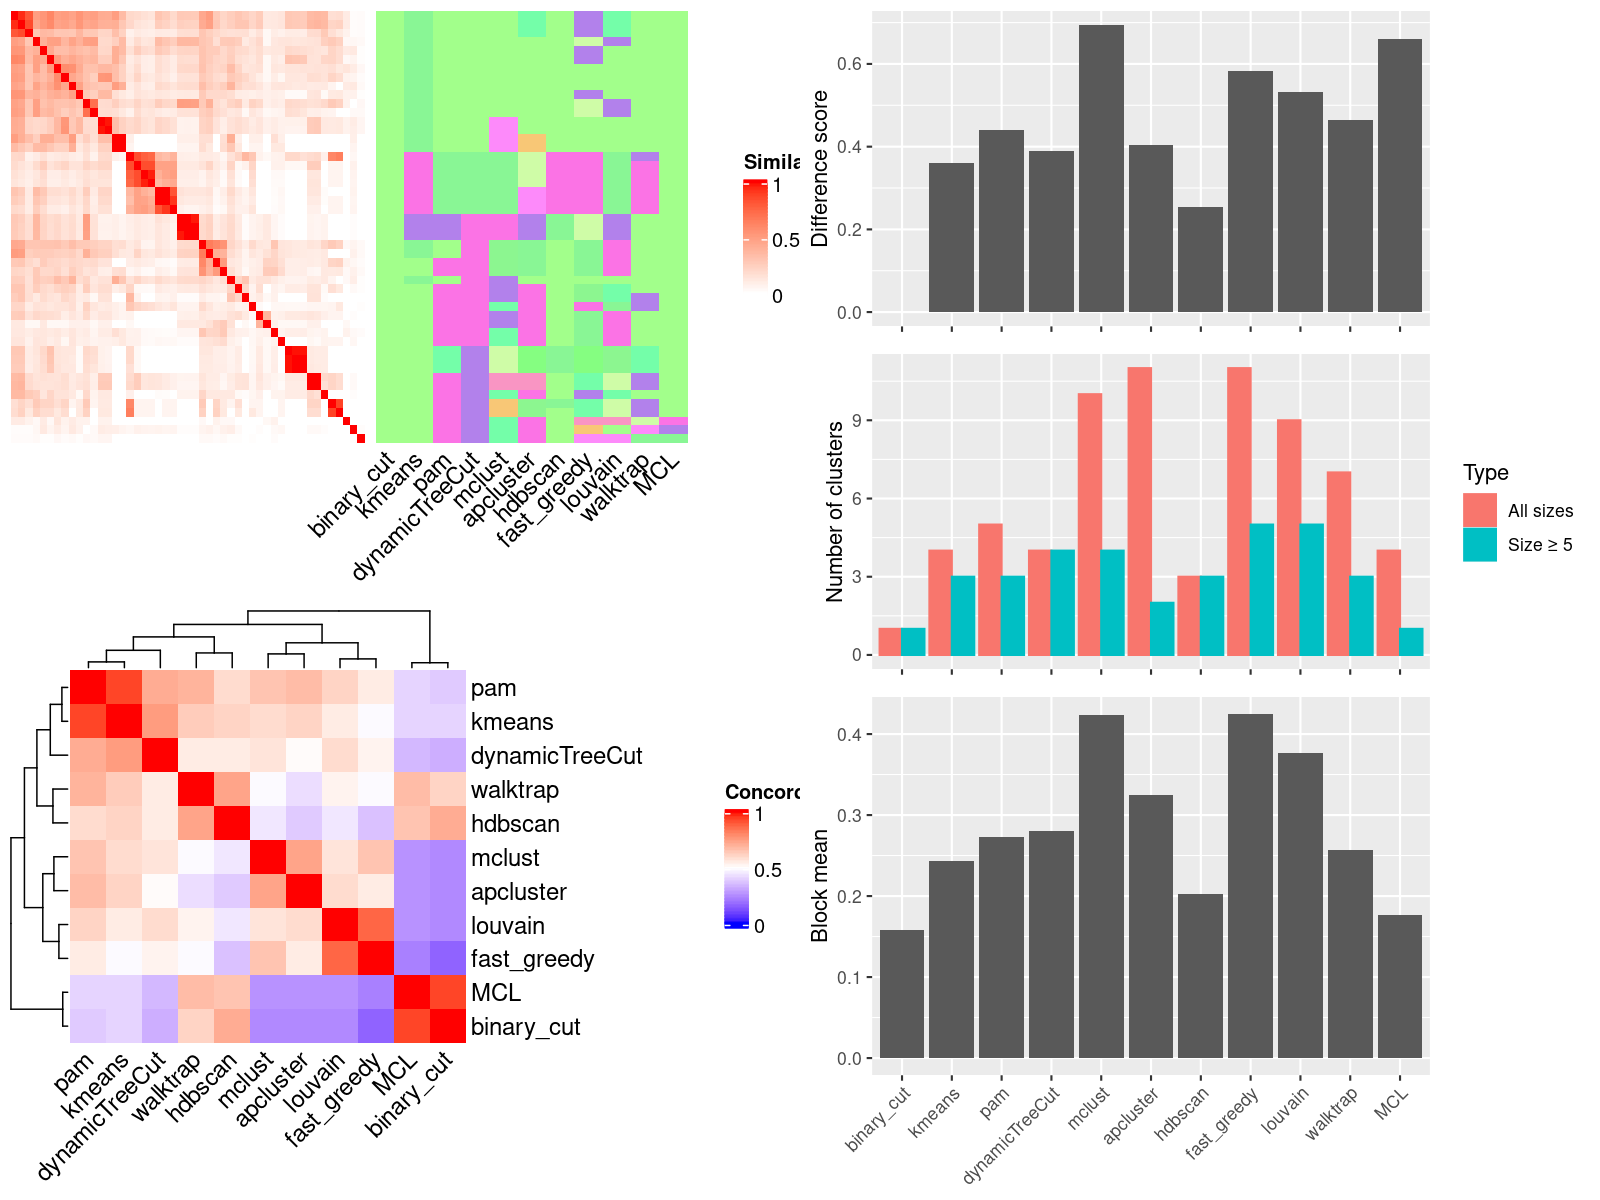 Simila
1
0.5
0
binary_cut
kmeans
pam
dynamicTreeCut
mclust
apcluster
hdbscan
fast_greedy
louvain
walktrap
MCL
Difference score
0.6
0.4
0.2
0.0
Number of clusters
9
6
3
0
Type
All sizes
Size ≥ 5
pam
kmeans
dynamicTreeCut
walktrap
hdbscan
mclust
apcluster
louvain
fast_greedy
MCL
binary_cut
pam
kmeans
dynamicTreeCut
walktrap
hdbscan
mclust
apcluster
louvain
fast_greedy
MCL
binary_cut
Concord
1
0.5
0
Block mean
0.4
0.3
0.2
0.1
0.0
binary_cut
kmeans
pam
dynamicTreeCut
mclust
apcluster
hdbscan
fast_greedy
louvain
walktrap
MCL